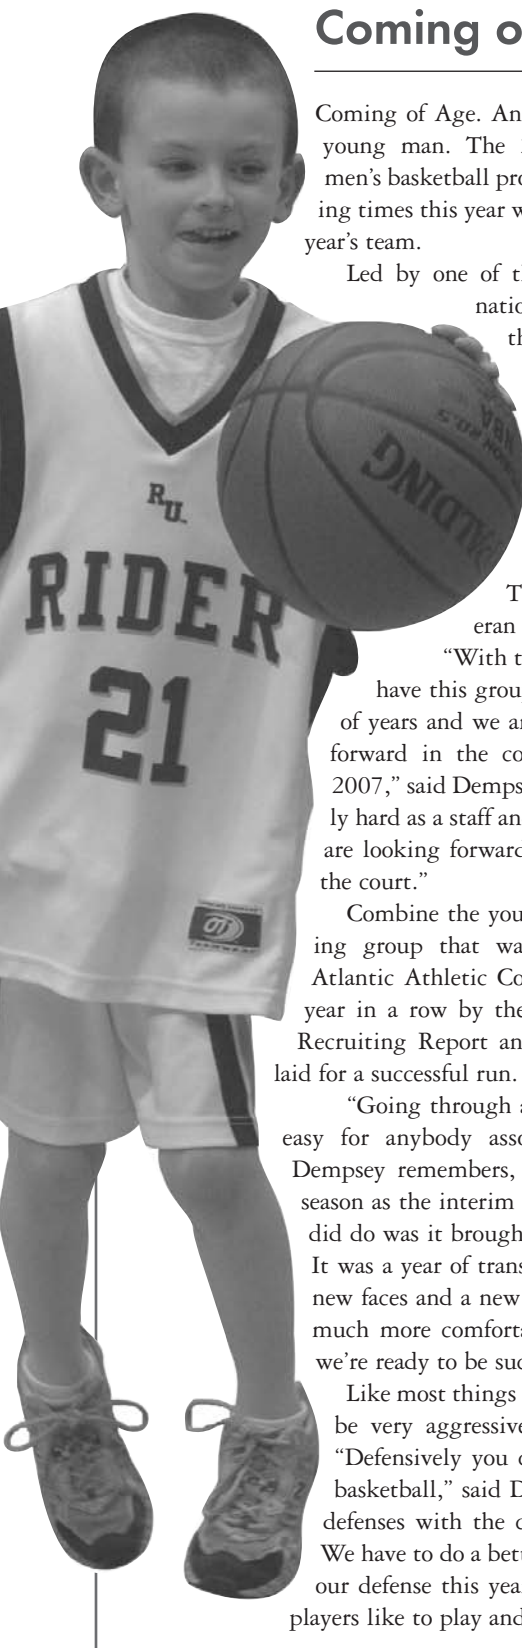 Coming o
Coming of Age. An
young man. The
men's basketball pro
ing times this year w
year's team.
Led by one of t
natio
th
SPALDING
NBA
RU
RIDER
21
T
eran
"With t
have this grou
of years and we a
forward in the co
2007," said Demps
ly hard as a staff an
are looking forward
the court."
Combine the you
ing group that wa
Atlantic Athletic Co
year in a row by the
Recruiting Report an
laid for a successful run.
"Going through a
easy for anybody asso
Dempsey remembers,
season as the interim
did do was it brough
It was a year of trans
new faces and a new
much more comforta
we're ready to be suc
Like most things
be very aggressive
"Defensively you c
basketball," said D
defenses with the c
We have to do a bett
our defense this yea
players like to play and